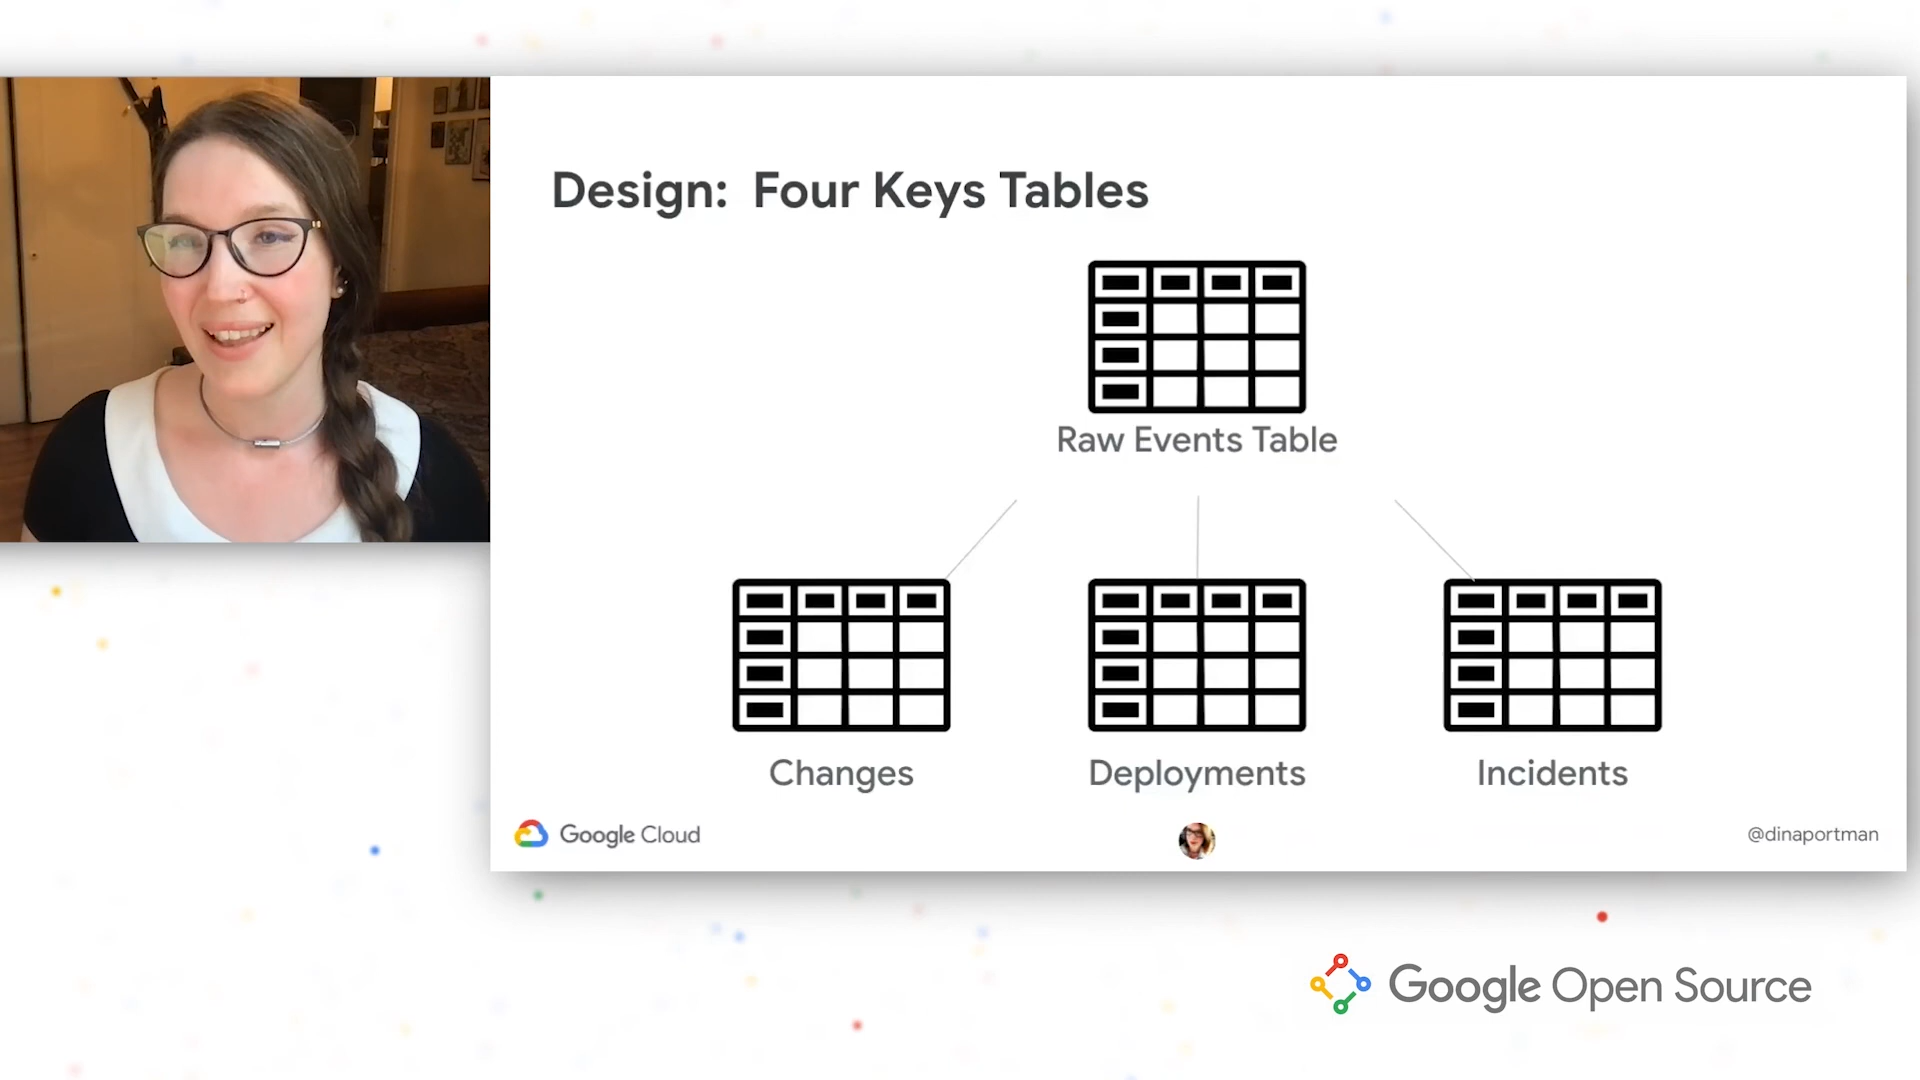 Design: Four Keys Tables
Raw Events Table
Changes
Deployments
Incidents
Google Cloud
@dinaportman
Google Open Source